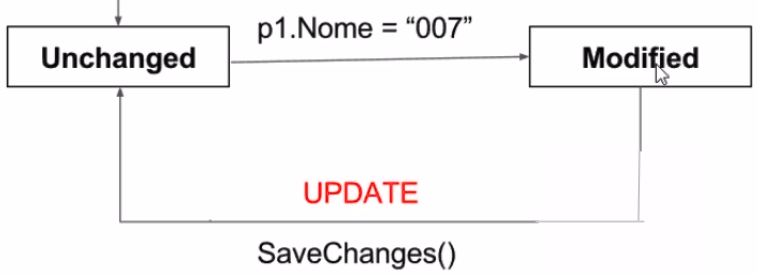 p1.Nome = “007”
Unchanged
Modified
UPDATE
SaveChanges()